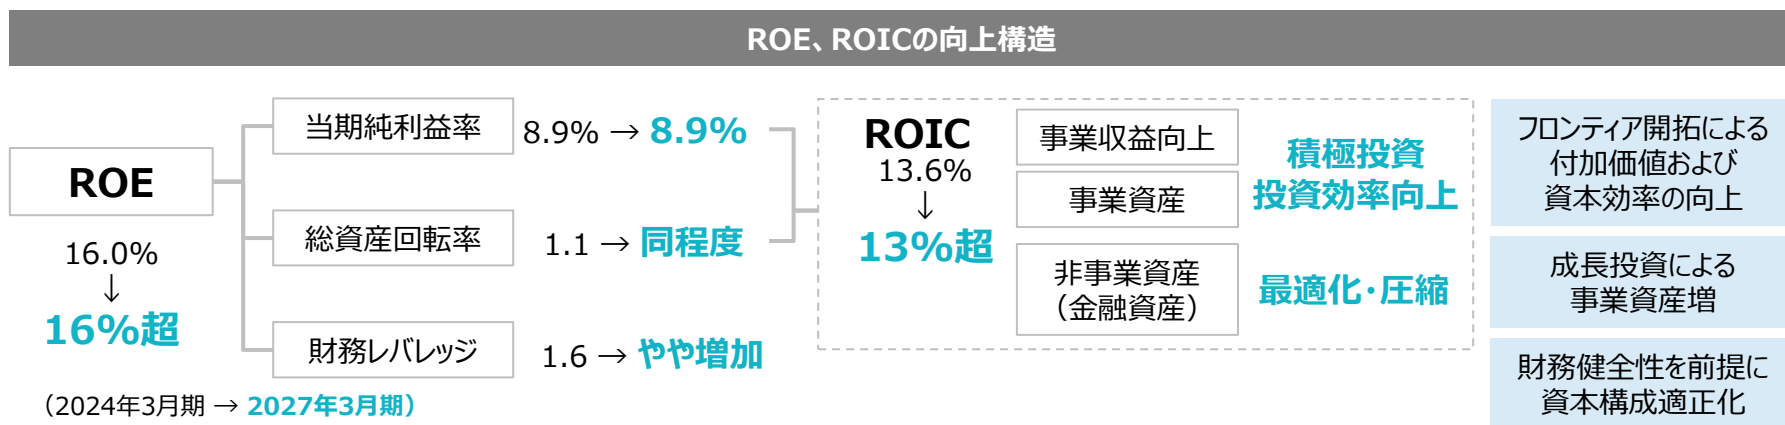 ROE、ROICの向上構造
ROE
16.0%
↓
16%超
（2024年3月期 → 2027年3月期）
当期純利益率
8.9% → 8.9%
総資産回転率
1.1 → 同程度
財務レバレッジ
1.6 → やや増加
ROIC
13.6%
↓
13%超
事業収益向上
事業資産
積極投資
投資効率向上
非事業資産
（金融資産）
最適化・圧縮
フロンティア開拓による
付加価値および
資本効率の向上
成長投資による
事業資産増
財務健全性を前提に
資本構成適正化